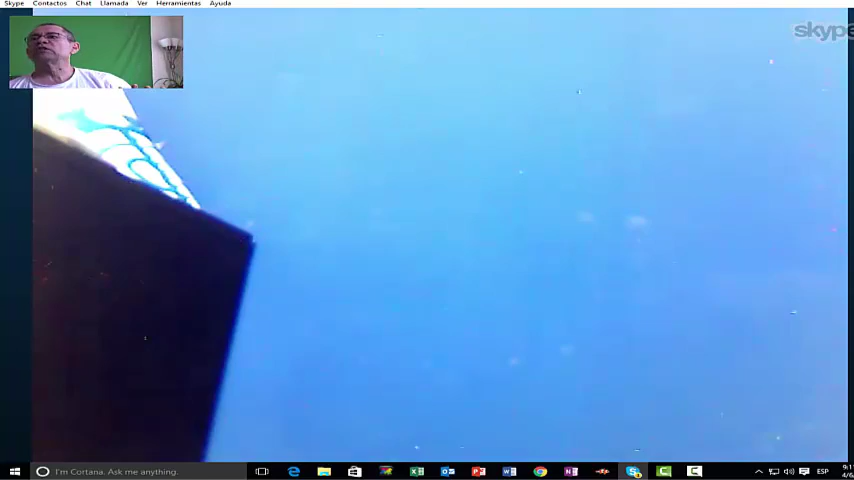 Skype Contactos Chat Llamada Ver Herramientas Ayuda
skype
I'm Cortana. Ask me anything.
ESP